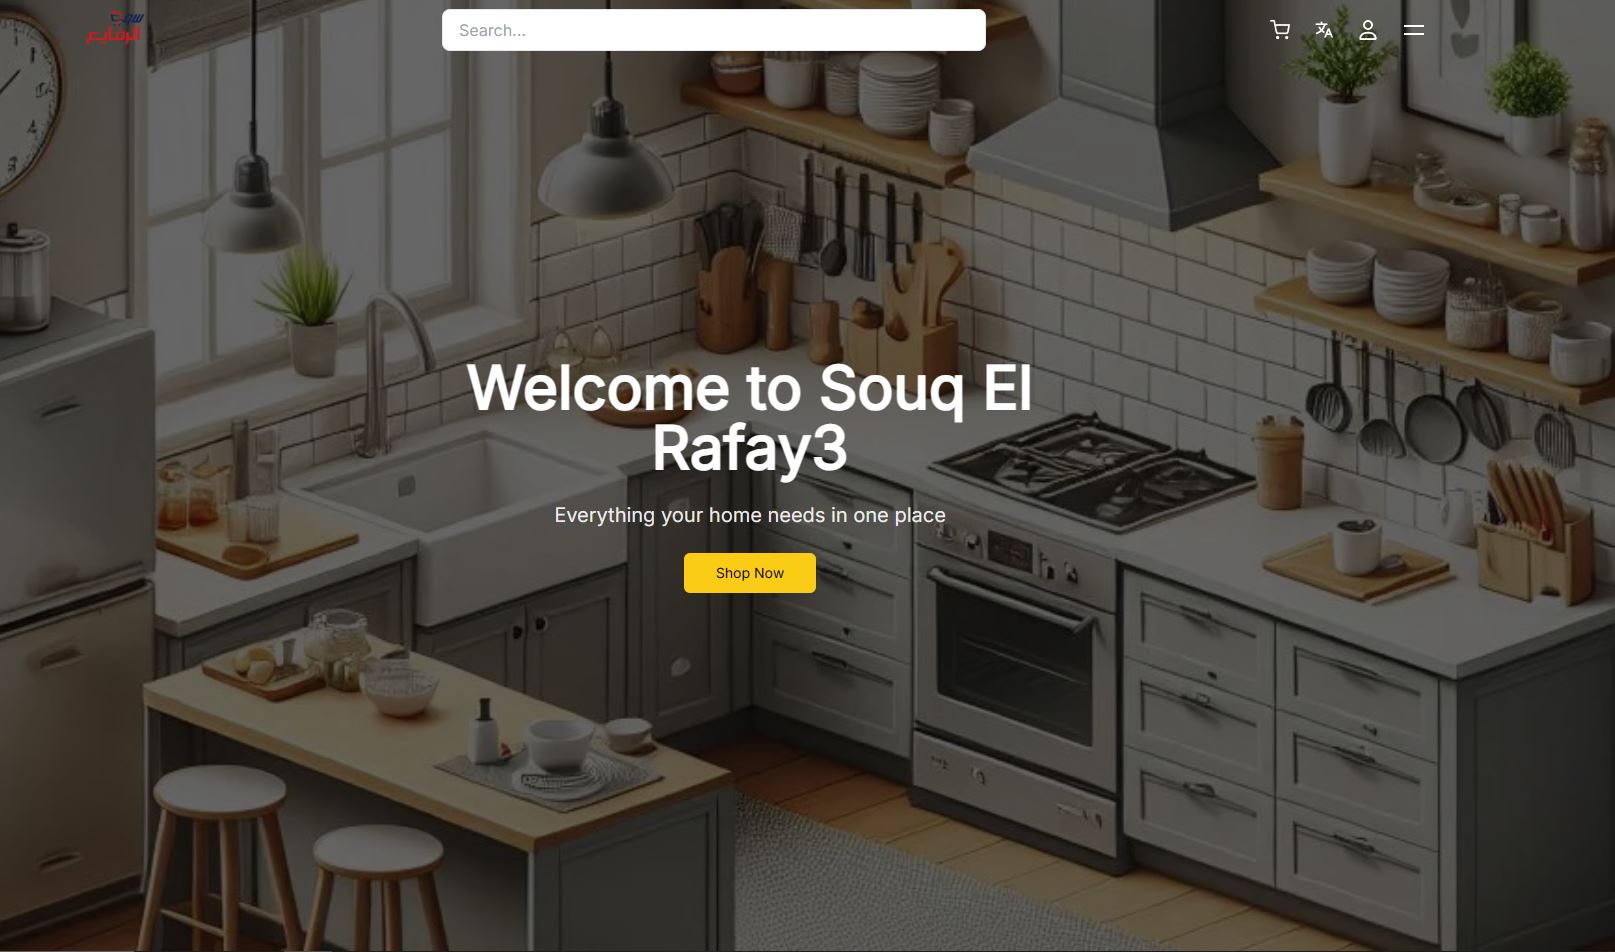 سوق
الرفايع
Search...
Welcome to Souq El
Rafay3
Everything your home needs in one place
Shop Now